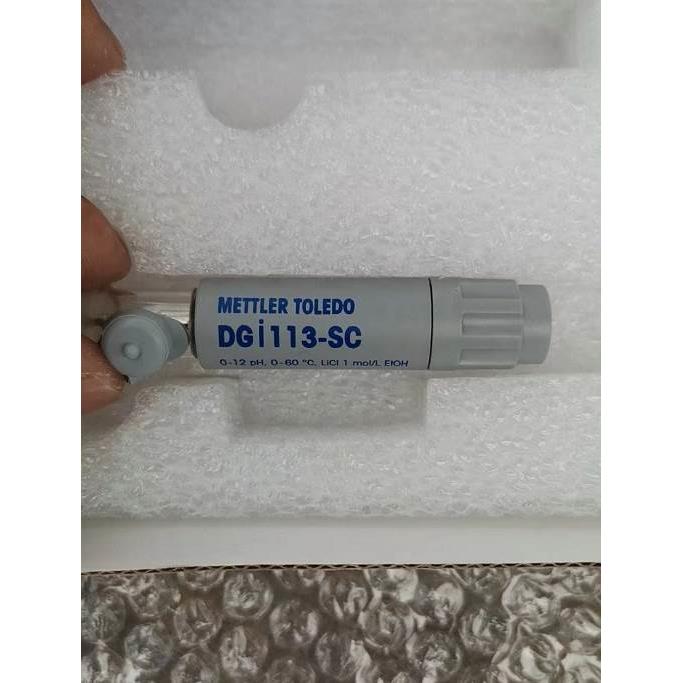 METTLER TOLEDO
DGi113-SC
0-12 pH, 0-60 °C, LiCl 1 mol/L EtOH